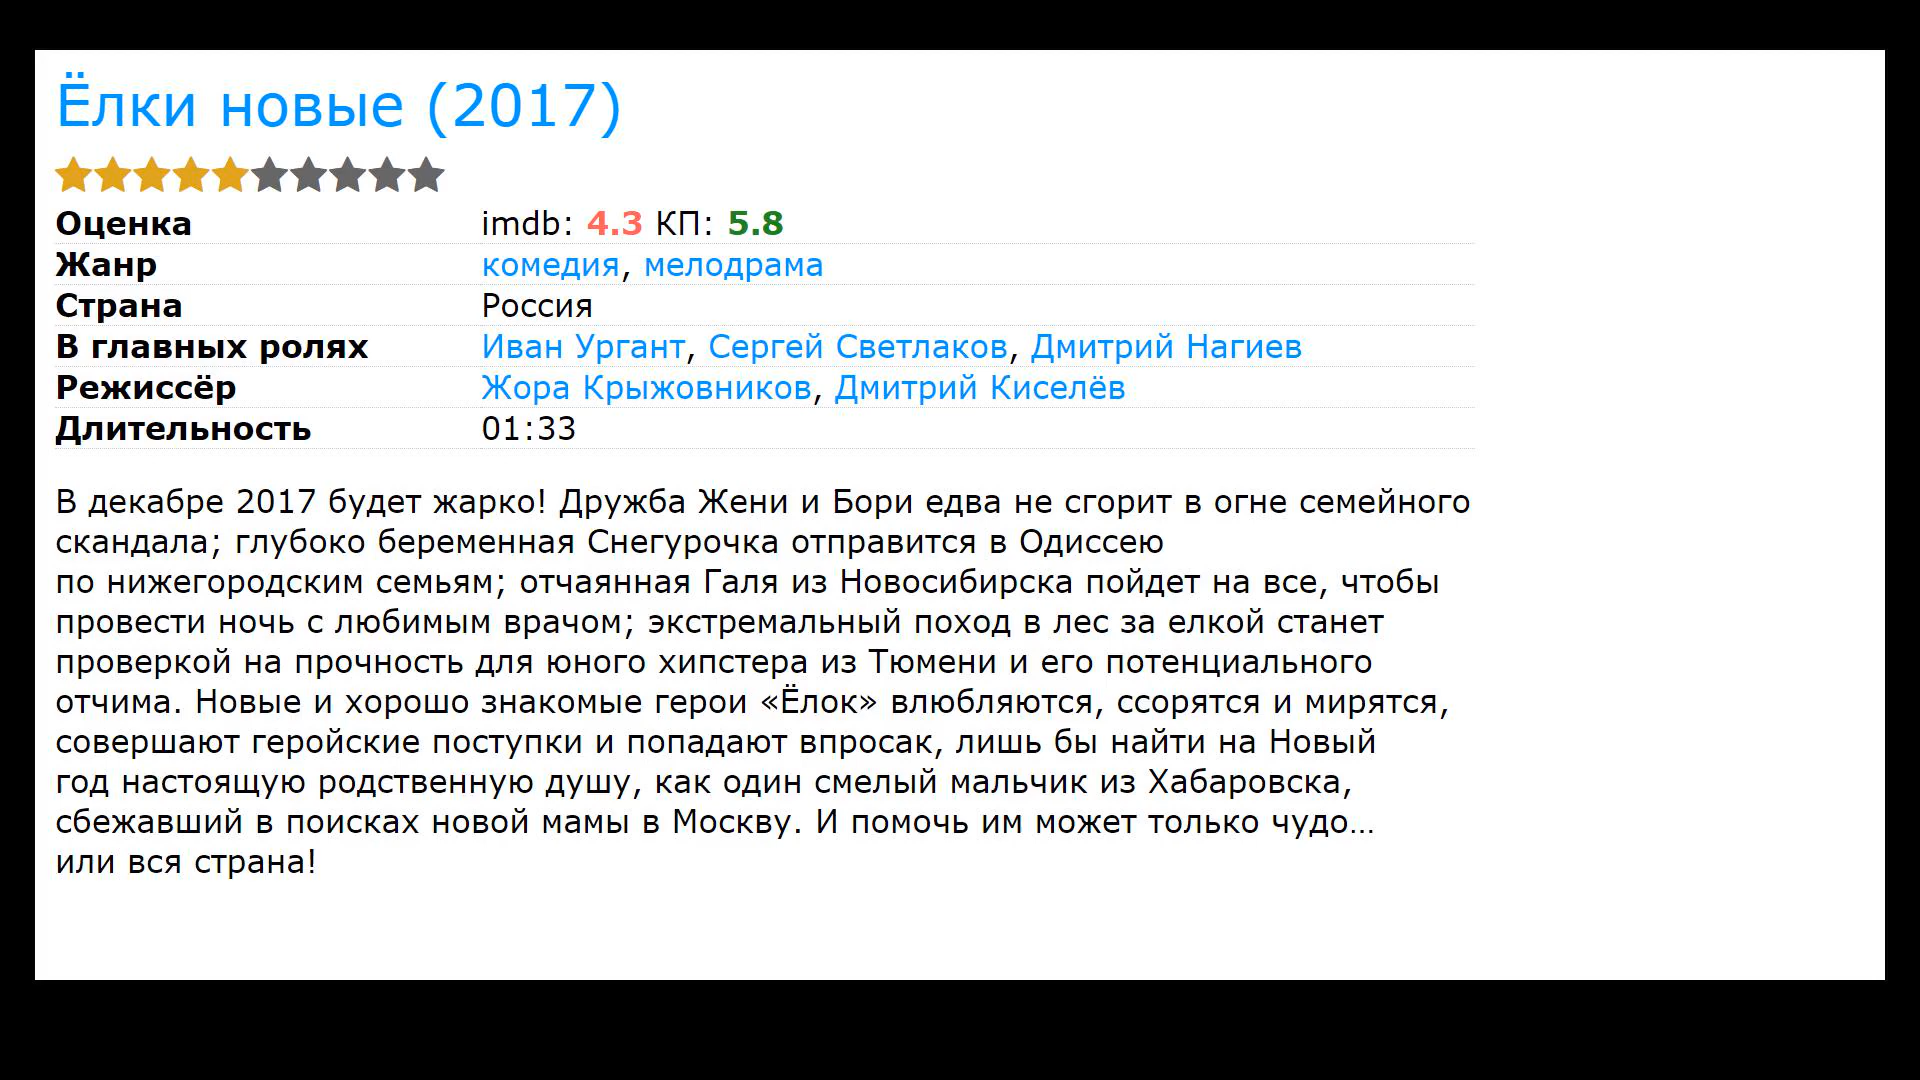 Ёлки новые (2017)
Оценка imdb: 4.3 КП: 5.8
Жанр комедия, мелодрама
Страна Россия
В главных ролях Иван Ургант, Сергей Светлаков, Дмитрий Нагиев
Режиссёр Жора Крыжовников, Дмитрий Киселёв
Длительность 01:33
В декабре 2017 будет жарко! Дружба Жени и Бори едва не сгорит в огне семейного
скандала; глубоко беременная Снегурочка отправится в Одиссею
по нижегородским семьям; отчаянная Галя из Новосибирска пойдет на все, чтобы
провести ночь с любимым врачом; экстремальный поход в лес за елкой станет
проверкой на прочность для юного хипстера из Тюмени и его потенциального
отчима. Новые и хорошо знакомые герои «Ёлок» влюбляются, ссорятся и мирятся,
совершают геройские поступки и попадают впросак, лишь бы найти на Новый
год настоящую родственную душу, как один смелый мальчик из Хабаровска,
сбежавший в поисках новой мамы в Москву. И помочь им может только чудо…
или вся страна!